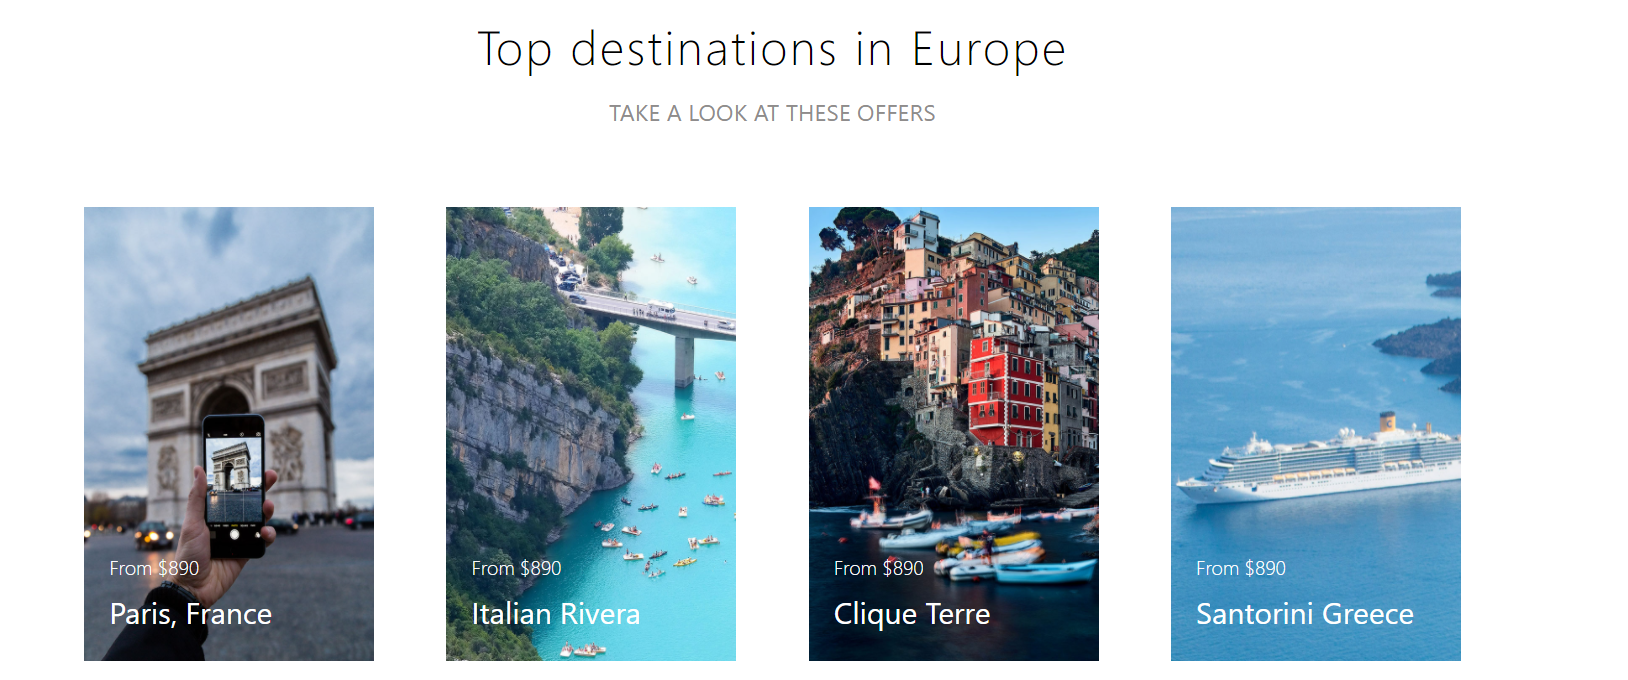 Top destinations in Europe
TAKE A LOOK AT THESE OFFERS
From $890
Paris, France
From $890
Italian Rivera
From $890
Clique Terre
From $890
Santorini Greece